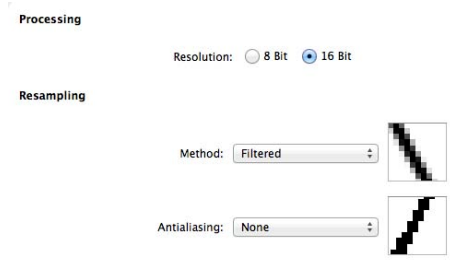 Processing
Resolution: 8 Bit 16 Bit
Resampling
Method: Filtered
Antialiasing: None